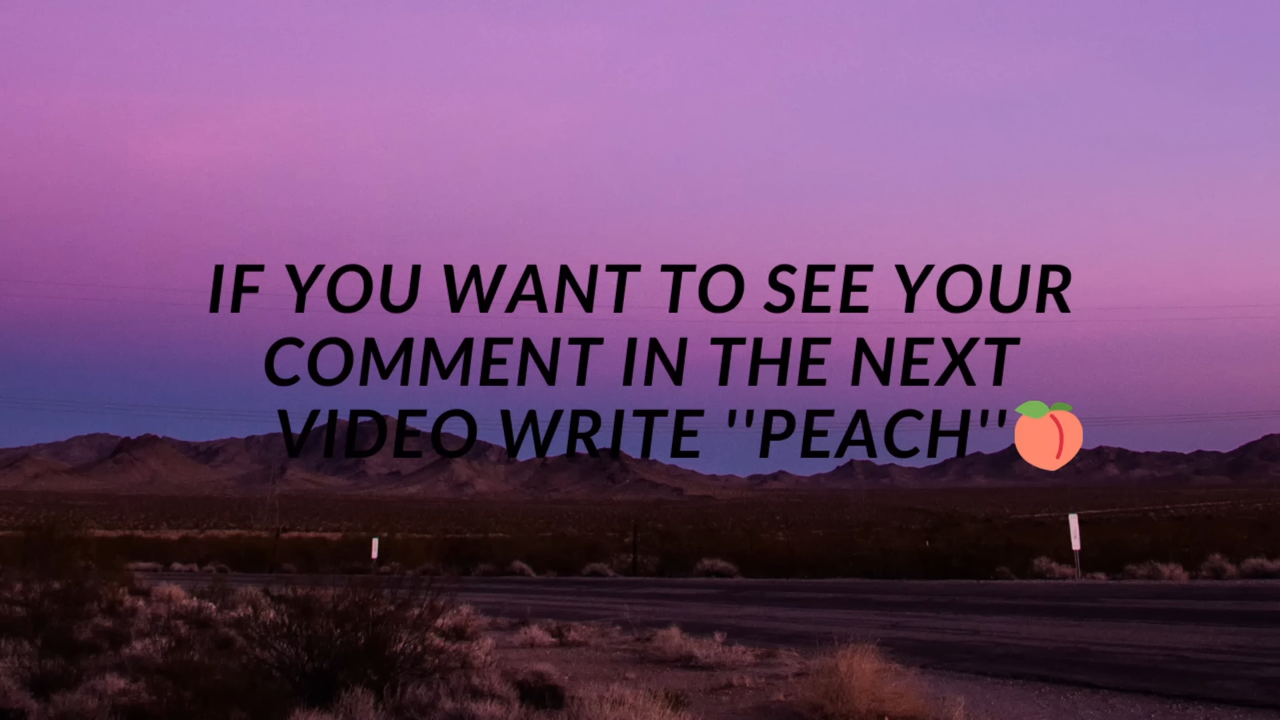 IF YOU WANT TO SEE YOUR
COMMENT IN THE NEXT
VIDEO WRITE ''PEACH''🍑